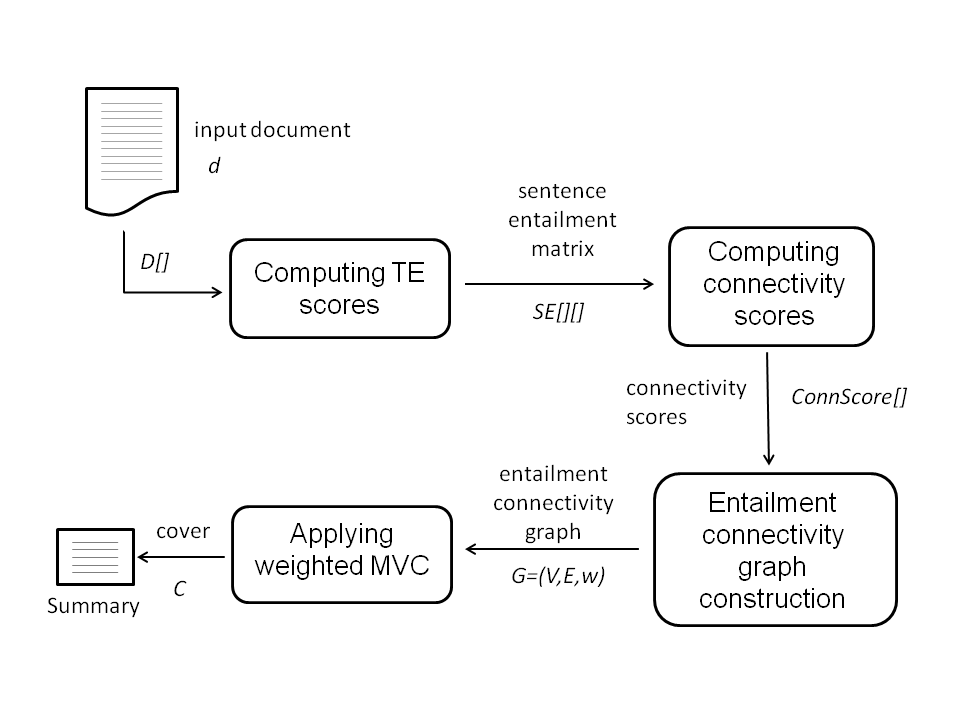 input document
d
D[]
Computing TE
scores
sentence
entailment
matrix
SE[][]
Computing
connectivity
scores
connectivity
scores
ConnScore[]
Entailment
connectivity
graph
construction
entailment
connectivity
graph
G=(V,E,w)
Applying
weighted MVC
cover
C
Summary